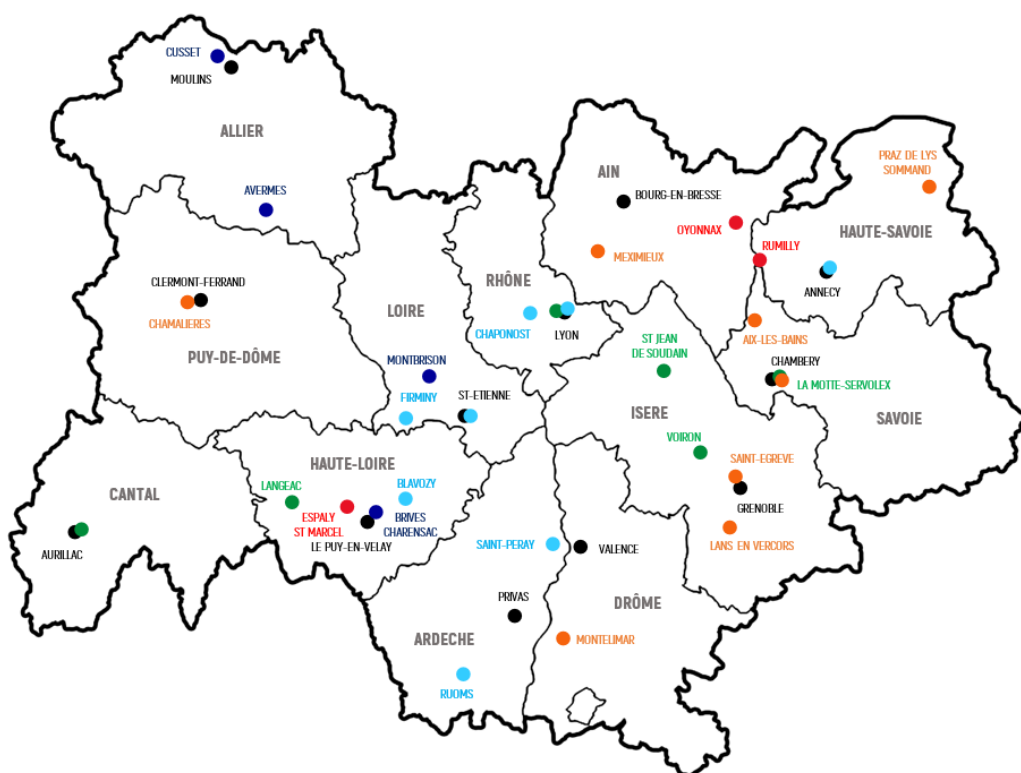 CUSSET
MOULINS
ALLIER
AVERMES
CLERMONT-FERRAND
CHAMALIERES
PUY-DE-DÔME
LOIRE
MONTBRISON
FIRMINY
ST-ETIENNE
RHÔNE
CHAPONOST
LYON
AIN
BOURG-EN-BRESSE
OYONNAX
MEXIMIEUX
RUMILLY
PRAZ DE LYS
SOMMAND
HAUTE-SAVOIE
ANNECY
AIX-LES-BAINS
CHAMBERY
LA MOTTE-SERVOLEX
SAVOIE
ST JEAN
DE SOUDAIN
ISERE
VOIRON
SAINT-EGREVE
GRENOBLE
LANS EN VERCORS
CANTAL
AURILLAC
HAUTE-LOIRE
LANGEAC
BLAVOZY
ESPALY
ST MARCEL
BRIVES
CHARENSAC
LE PUY-EN-VELAY
SAINT-PERAY
VALENCE
PRIVAS
ARDECHE
RUOMS
DRÔME
MONTELIMAR